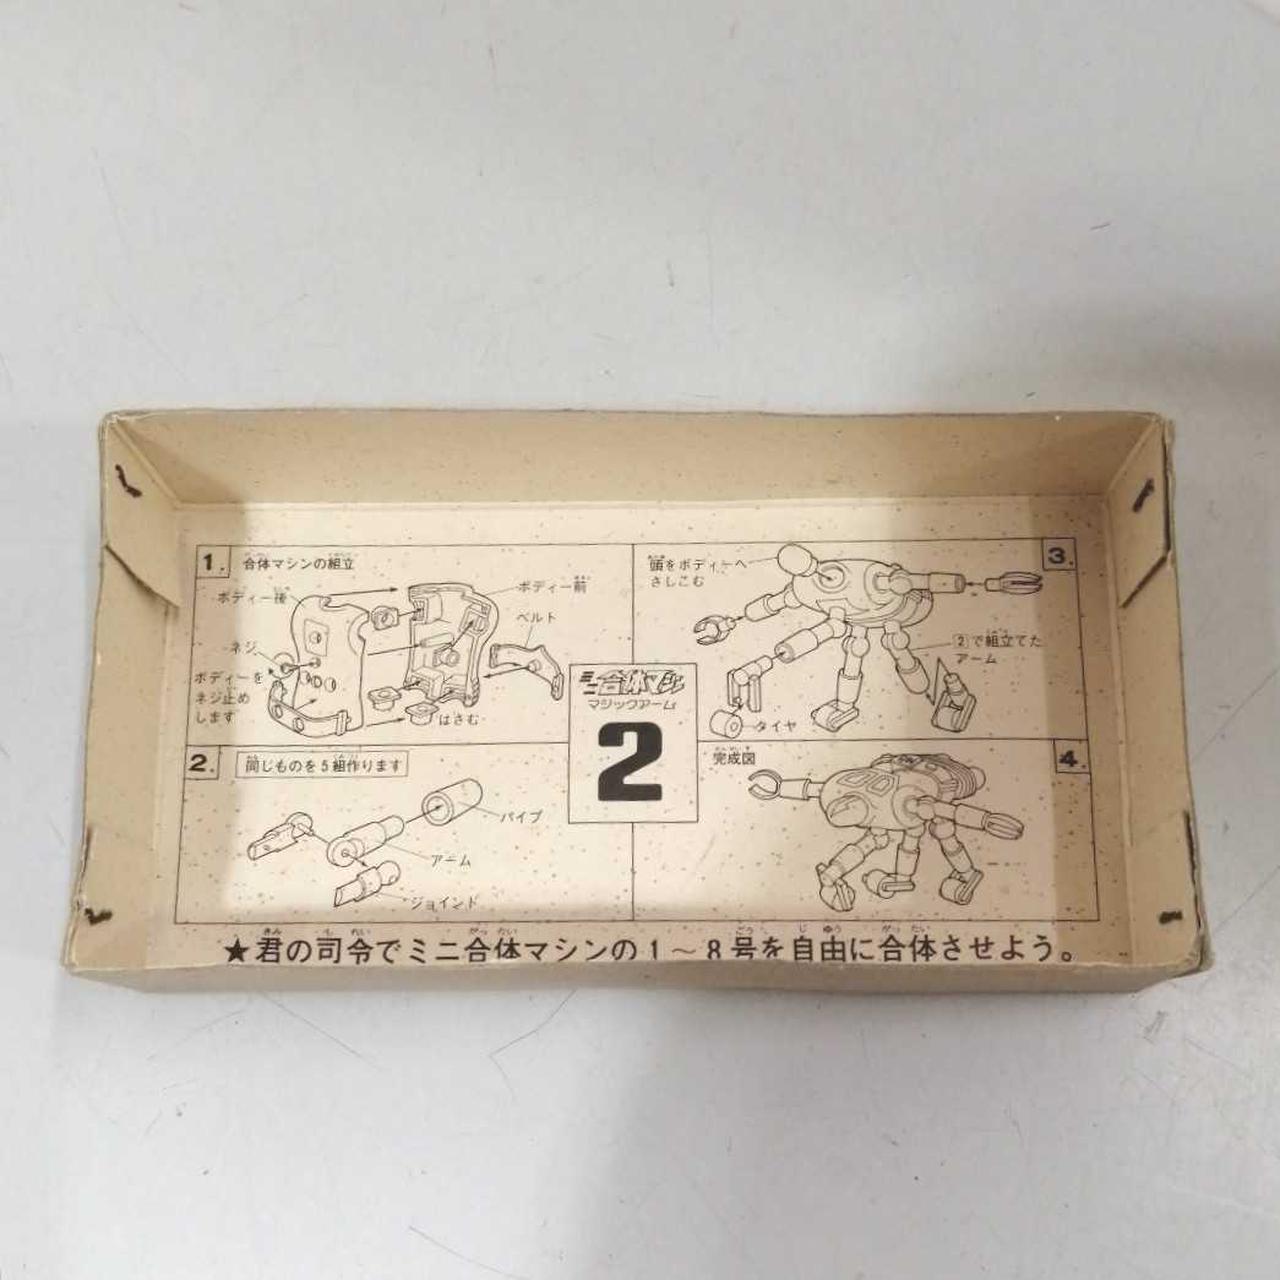 1.
合体マシンの組立
ボディー後
ボディー前
ベルト
ネジ
ボディーを
ネジ止め
します
はさむ
2.
同じものを5組作ります
パイプ
アーム
ジョイント
3.
頭をボディーへ
さしこむ
2で組立てた
アーム
タイヤ
4.
完成図
ミニ合体マシン
マジックアーム
2
★君の司令でミニ合体マシンの1～8号を自由に合体させよう。